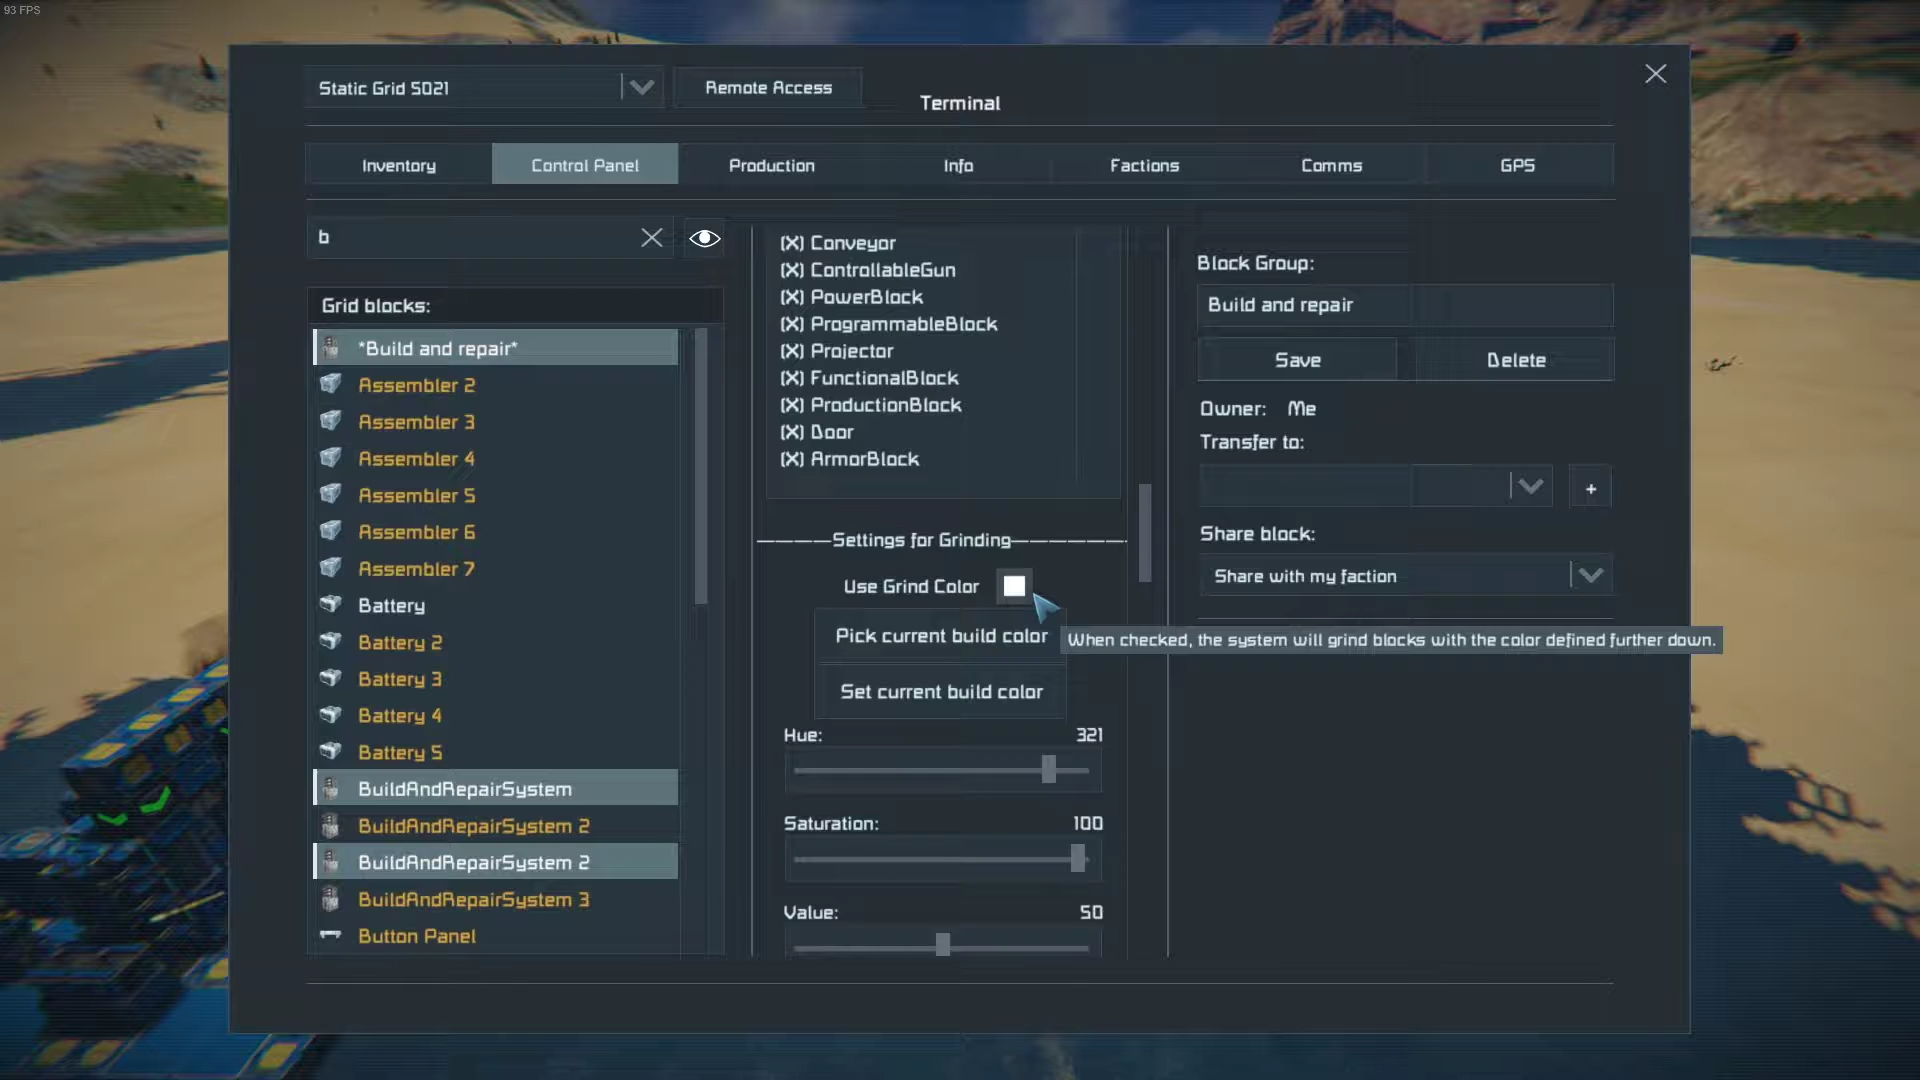 93 FPS
Static Grid 5021
Remote Access
Terminal
Inventory
Control Panel
Production
Info
Factions
Comms
GPS
b
Grid blocks:
*Build and repair*
Assembler 2
Assembler 3
Assembler 4
Assembler 5
Assembler 6
Assembler 7
Battery
Battery 2
Battery 3
Battery 4
Battery 5
BuildAndRepairSystem
BuildAndRepairSystem 2
BuildAndRepairSystem 2
BuildAndRepairSystem 3
Button Panel
(X) Conveyor
(X) ControllableGun
(X) PowerBlock
(X) ProgrammableBlock
(X) Projector
(X) FunctionalBlock
(X) ProductionBlock
(X) Door
(X) ArmorBlock
Settings for Grinding
Use Grind Color
Pick current build color
Set current build color
When checked, the system will grind blocks with the color defined further down.
Hue: 321
Saturation: 100
Value: 50
Block Group:
Build and repair
Save
Delete
Owner: Me
Transfer to:
+
Share block:
Share with my faction